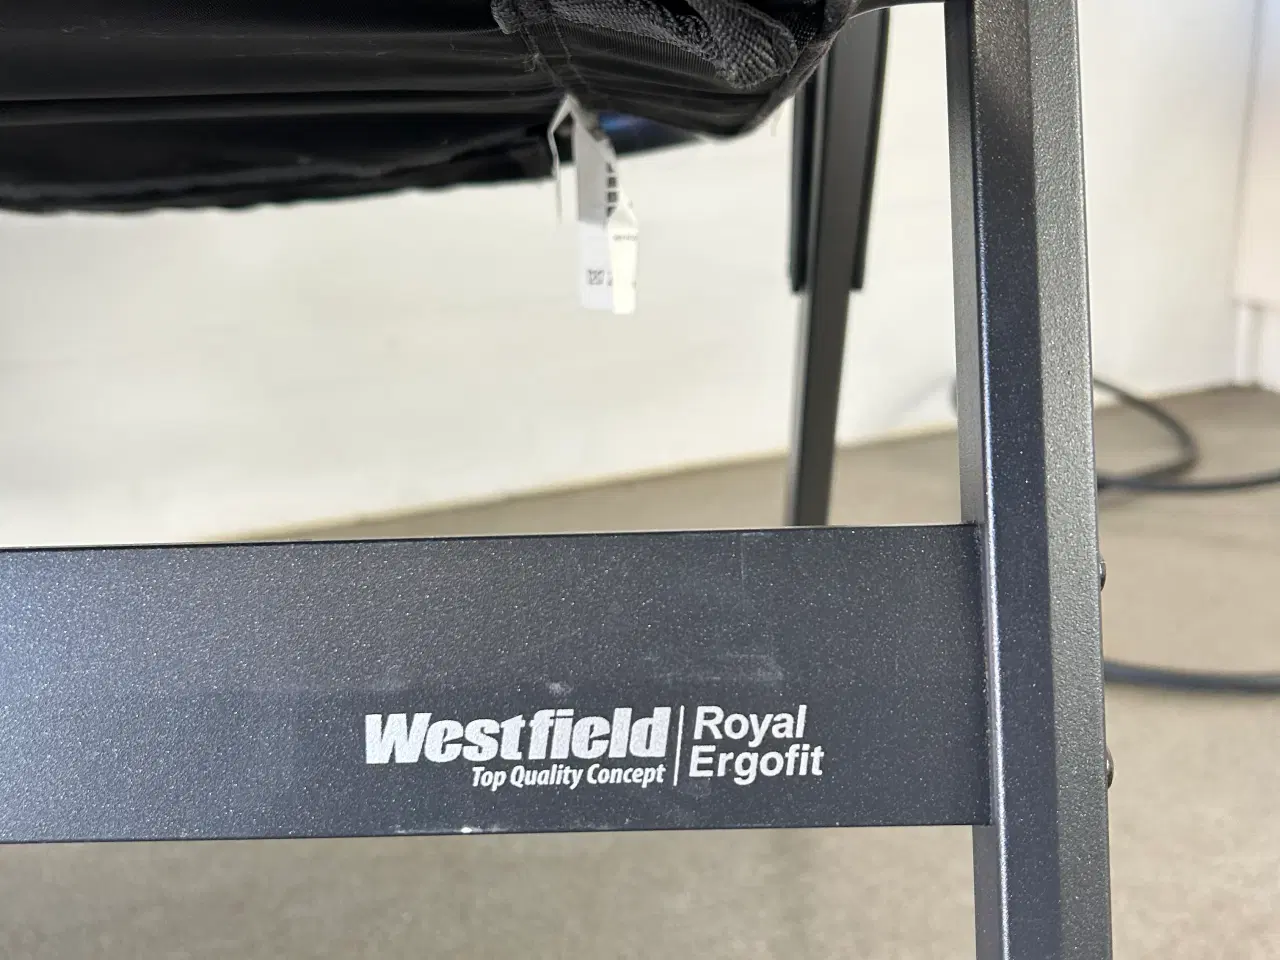 Westfield
Top Quality Concept
Royal
Ergofit